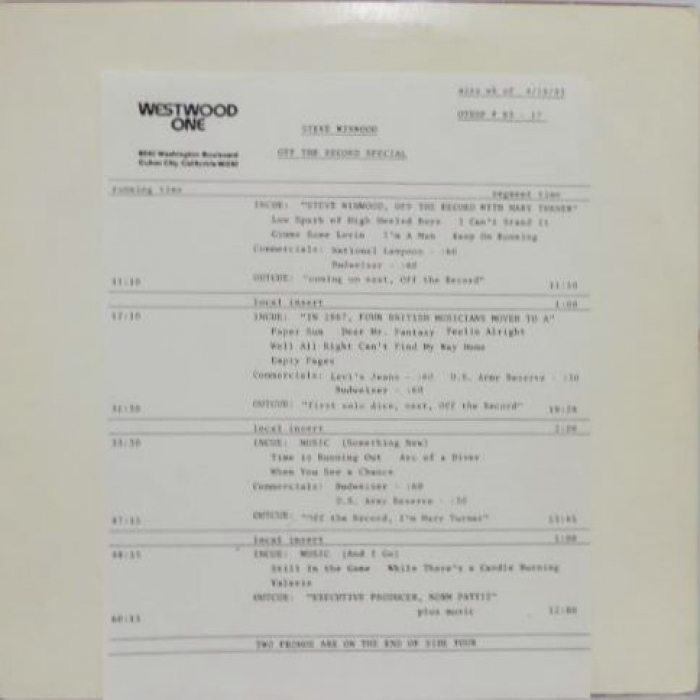 WESTWOOD
ONE
Culver City, California
STEVE WINWOOD
OFF THE RECORD SPECIAL
running time segment time
INCUE: "STEVE WINWOOD, OFF THE RECORD WITH MARY TURNER"
Low Spark of High Heeled Boys I Can't Stand It
Gimme Some Lovin I'm A Man Keep On Running
Commercials: National Lampoon - :60
Budweiser - :60
OUTCUE: "coming up next, Off the Record"
local insert 1:00
INCUE: "IN 1967, FOUR BRITISH MUSICIANS MOVED TO A"
Paper Sun Dear Mr. Fantasy Feelin Alright
Well All Right Can't Find My Way Home
Empty Pages
Commercials: Levi's Jeans - :60 U.S. Army Reserve - :30
Budweiser - :60
OUTCUE: "first solo disc, next, Off the Record"
local insert
INCUE: MUSIC (Something New)
Time is Running Out Arc of a Diver
When You See a Chance
Commercials: Budweiser - :60
U.S. Army Reserve - :30
OUTCUE: "Off the Record, I'm Mary Turner"
local insert 1:00
INCUE: MUSIC (And I Go)
Still In the Game While There's a Candle Burning
Valerie
OUTCUE: "EXECUTIVE PRODUCER, NORM PATTIZ"
plus music
TWO PROMOS ARE ON THE END OF SIDE FOUR